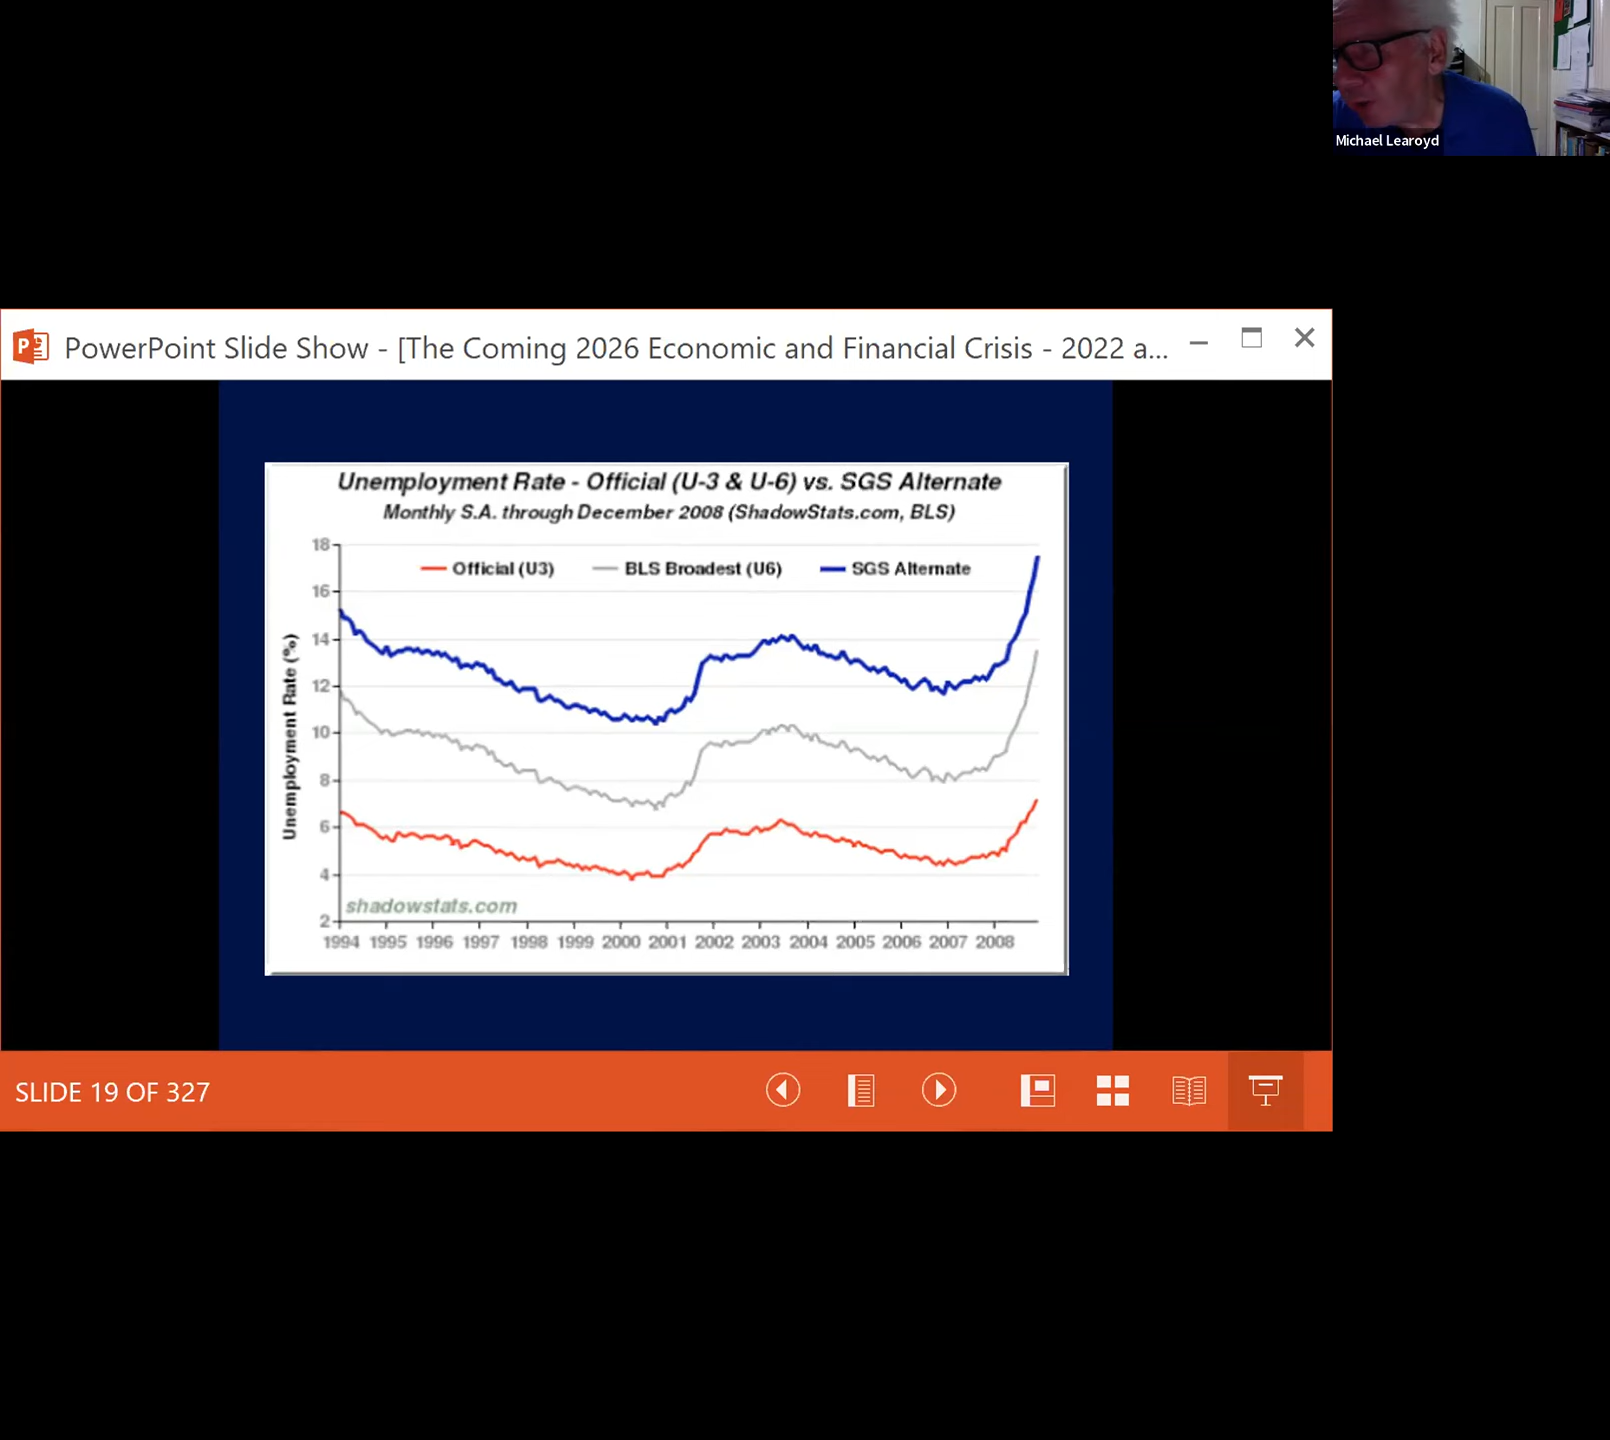 Michael Learoyd
PowerPoint Slide Show - [The Coming 2026 Economic and Financial Crisis - 2022 a...
Unemployment Rate - Official (U-3 & U-6) vs. SGS Alternate
Monthly S.A. through December 2008 (ShadowStats.com, BLS)
Official (U3) BLS Broadest (U6) SGS Alternate
Unemployment Rate (%)
18
16
14
12
10
8
6
4
2
shadowstats.com
1994 1995 1996 1997 1998 1999 2000 2001 2002 2003 2004 2005 2006 2007 2008
SLIDE 19 OF 327